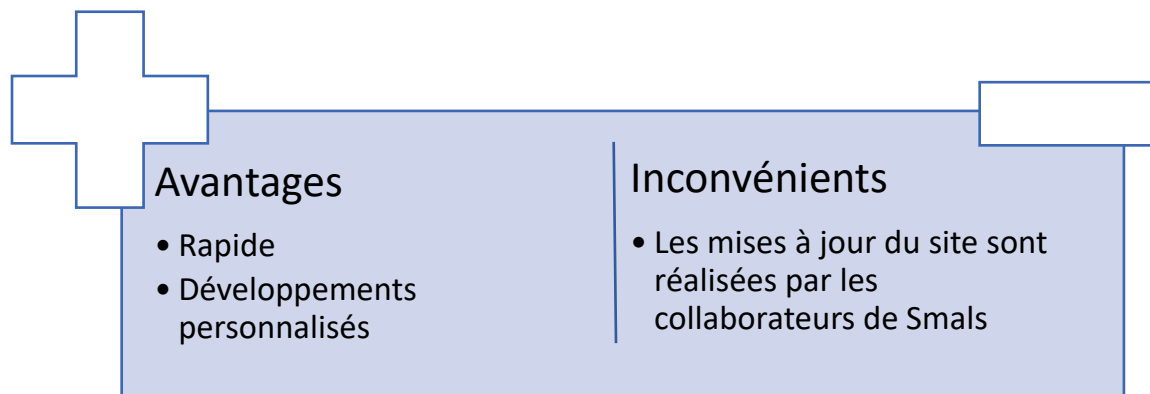 Avantages
• Rapide
• Développements
personnalisés
Inconvénients
• Les mises à jour du site sont
réalisées par les
collaborateurs de Smals